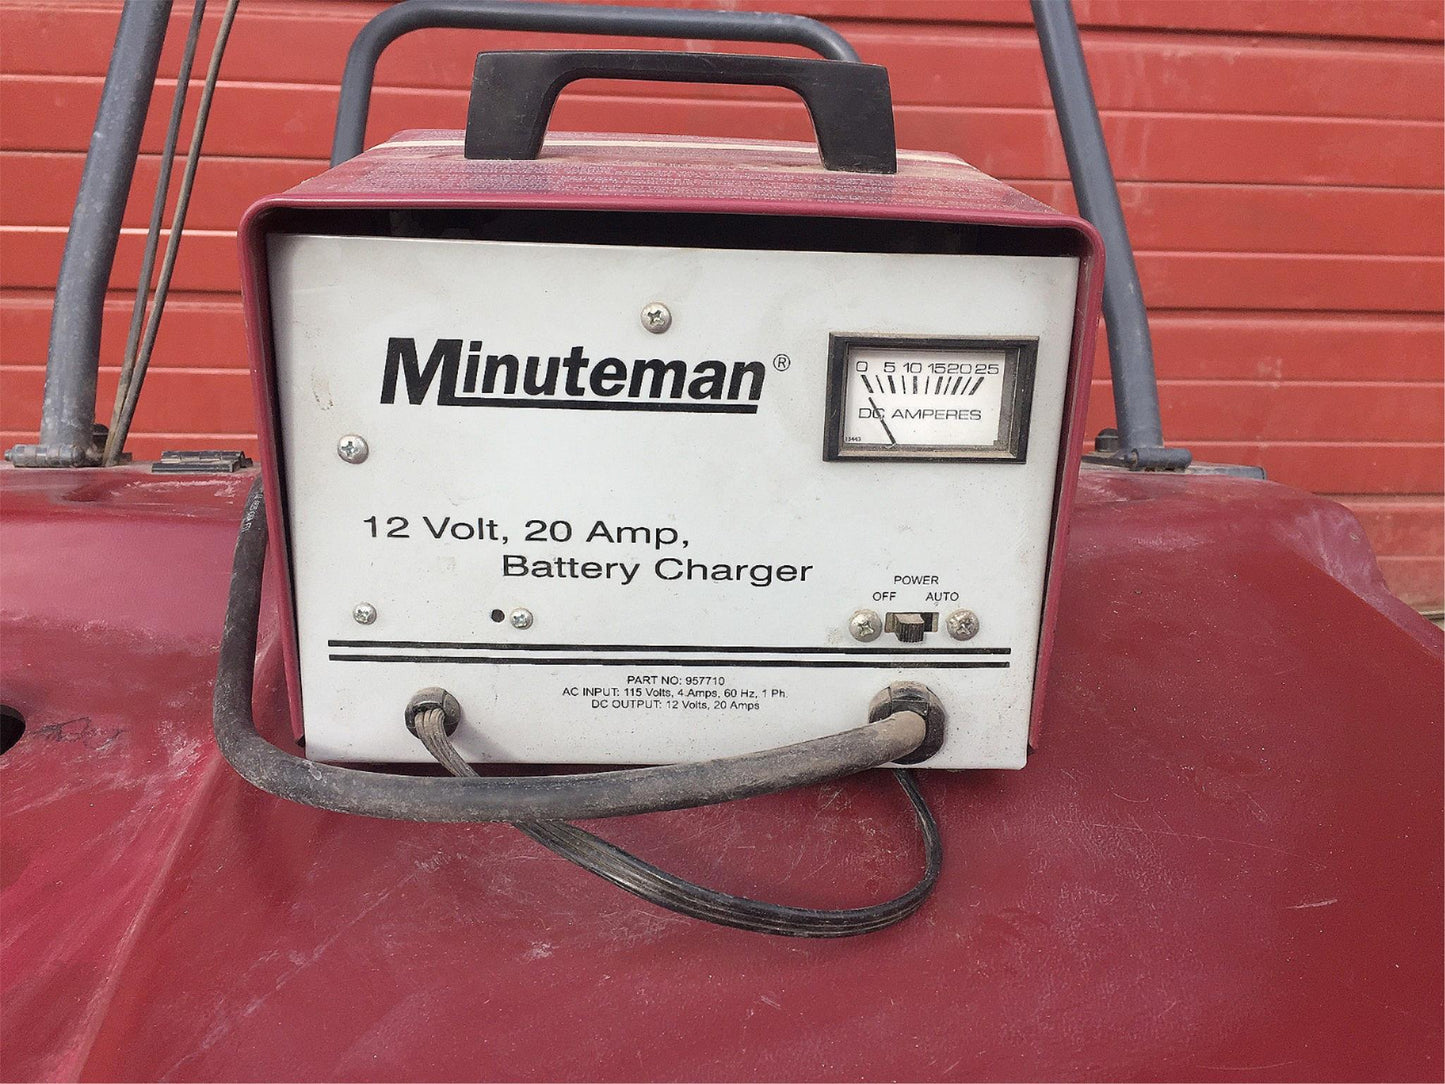 Minuteman®
0 5 10 15 20 25
DC AMPERES
13443
12 Volt, 20 Amp,
Battery Charger
POWER
OFF AUTO
PART NO: 957710
AC INPUT: 115 Volts, 4 Amps, 60 Hz, 1 Ph.
DC OUTPUT: 12 Volts, 20 Amps